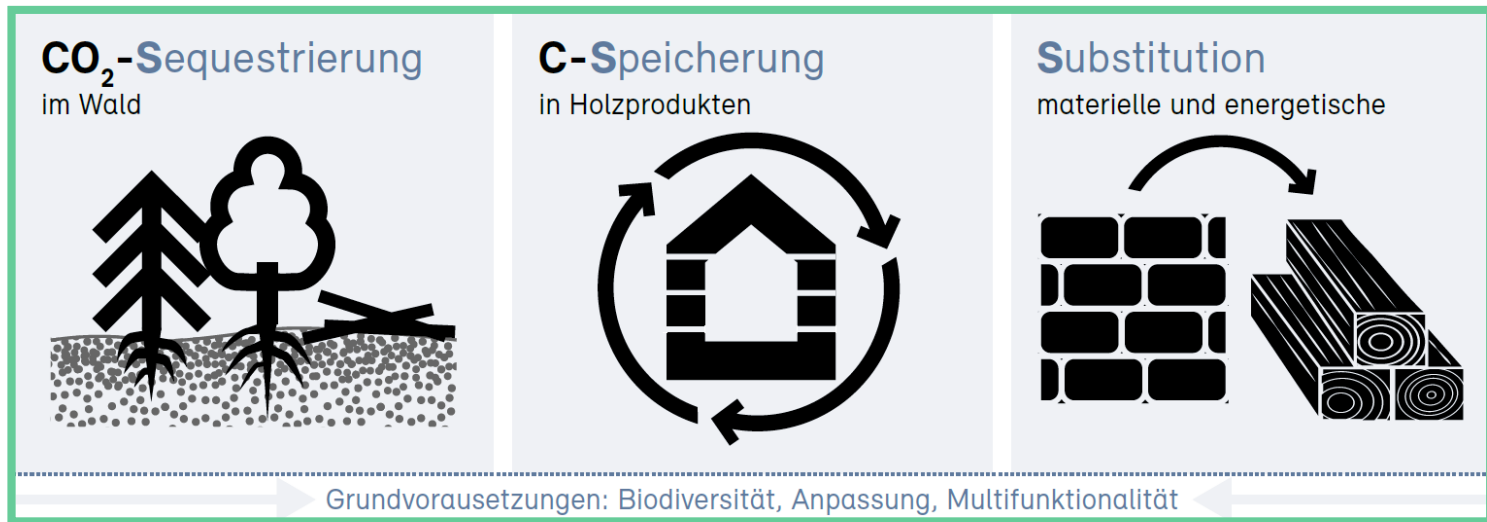 CO₂-Sequestrierung
im Wald
C-Speicherung
in Holzprodukten
Substitution
materielle und energetische
Grundvorausetzungen: Biodiversität, Anpassung, Multifunktionalität